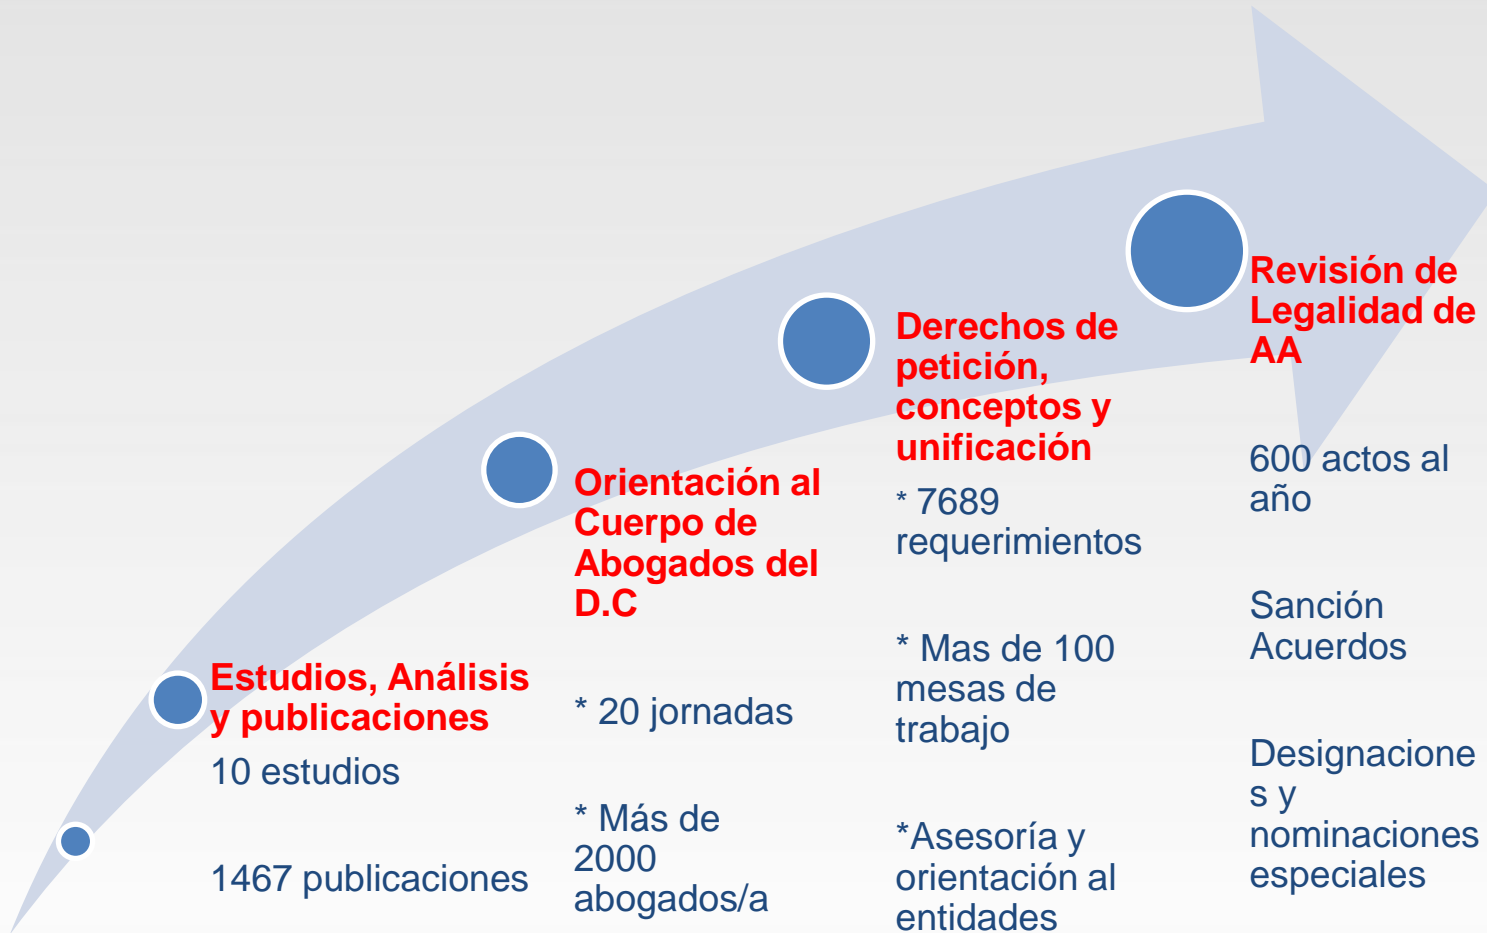 Estudios, Análisis
y publicaciones
10 estudios
1467 publicaciones
Orientación al
Cuerpo de
Abogados del
D.C
* 20 jornadas
* Más de
2000
abogados/a
Derechos de
petición,
conceptos y
unificación
* 7689
requerimientos
* Mas de 100
mesas de
trabajo
*Asesoría y
orientación al
entidades
Revisión de
Legalidad de
AA
600 actos al
año
Sanción
Acuerdos
Designacione
s y
nominaciones
especiales